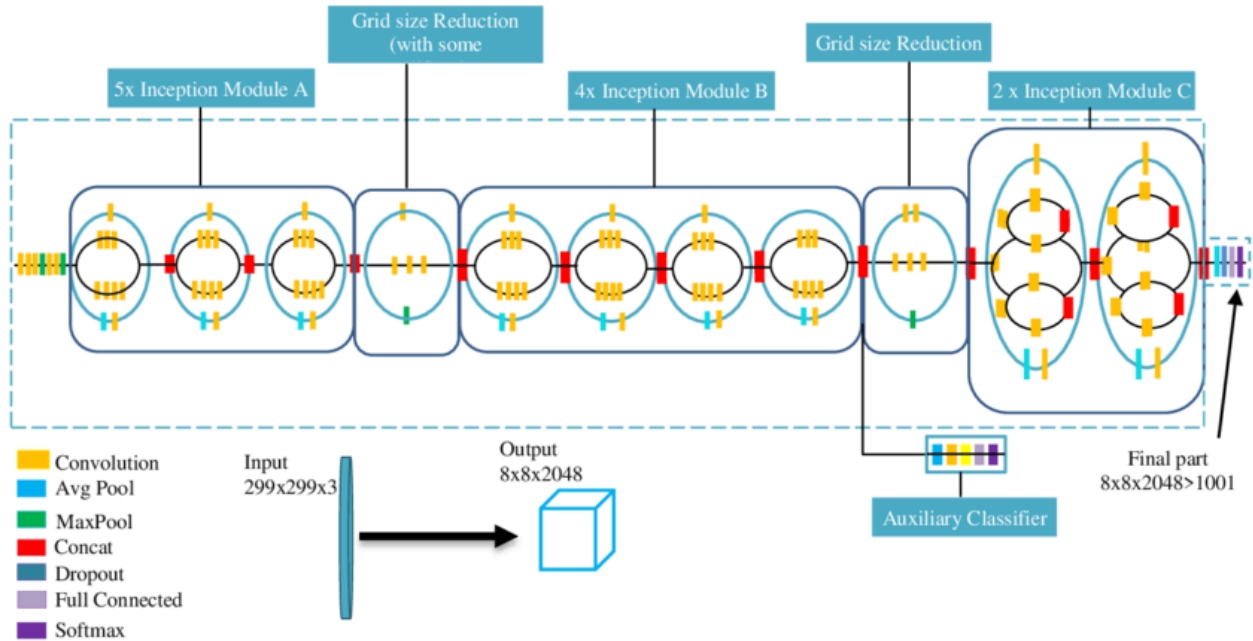 Grid size Reduction
(with some
Grid size Reduction
5x Inception Module A
4x Inception Module B
2 x Inception Module C
Convolution
Avg Pool
MaxPool
Concat
Dropout
Full Connected
Softmax
Input
299x299x3
Output
8x8x2048
Auxiliary Classifier
Final part
8x8x2048>1001